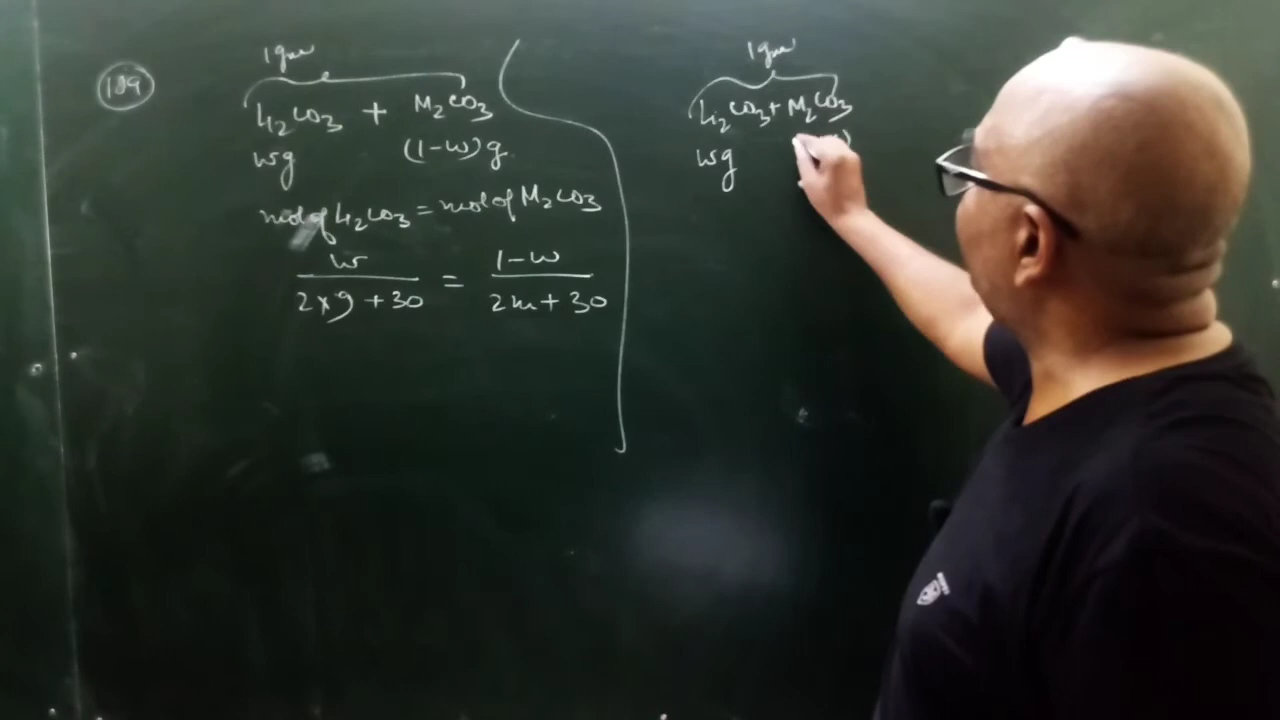 189
1gm
Li2CO3 + M2CO3
wg (1-w)g
mol of Li2CO3 = mol of M2CO3
w/(2×9+30) = (1-w)/(2m+30)
1gm
Li2CO3 + M2CO3
wg